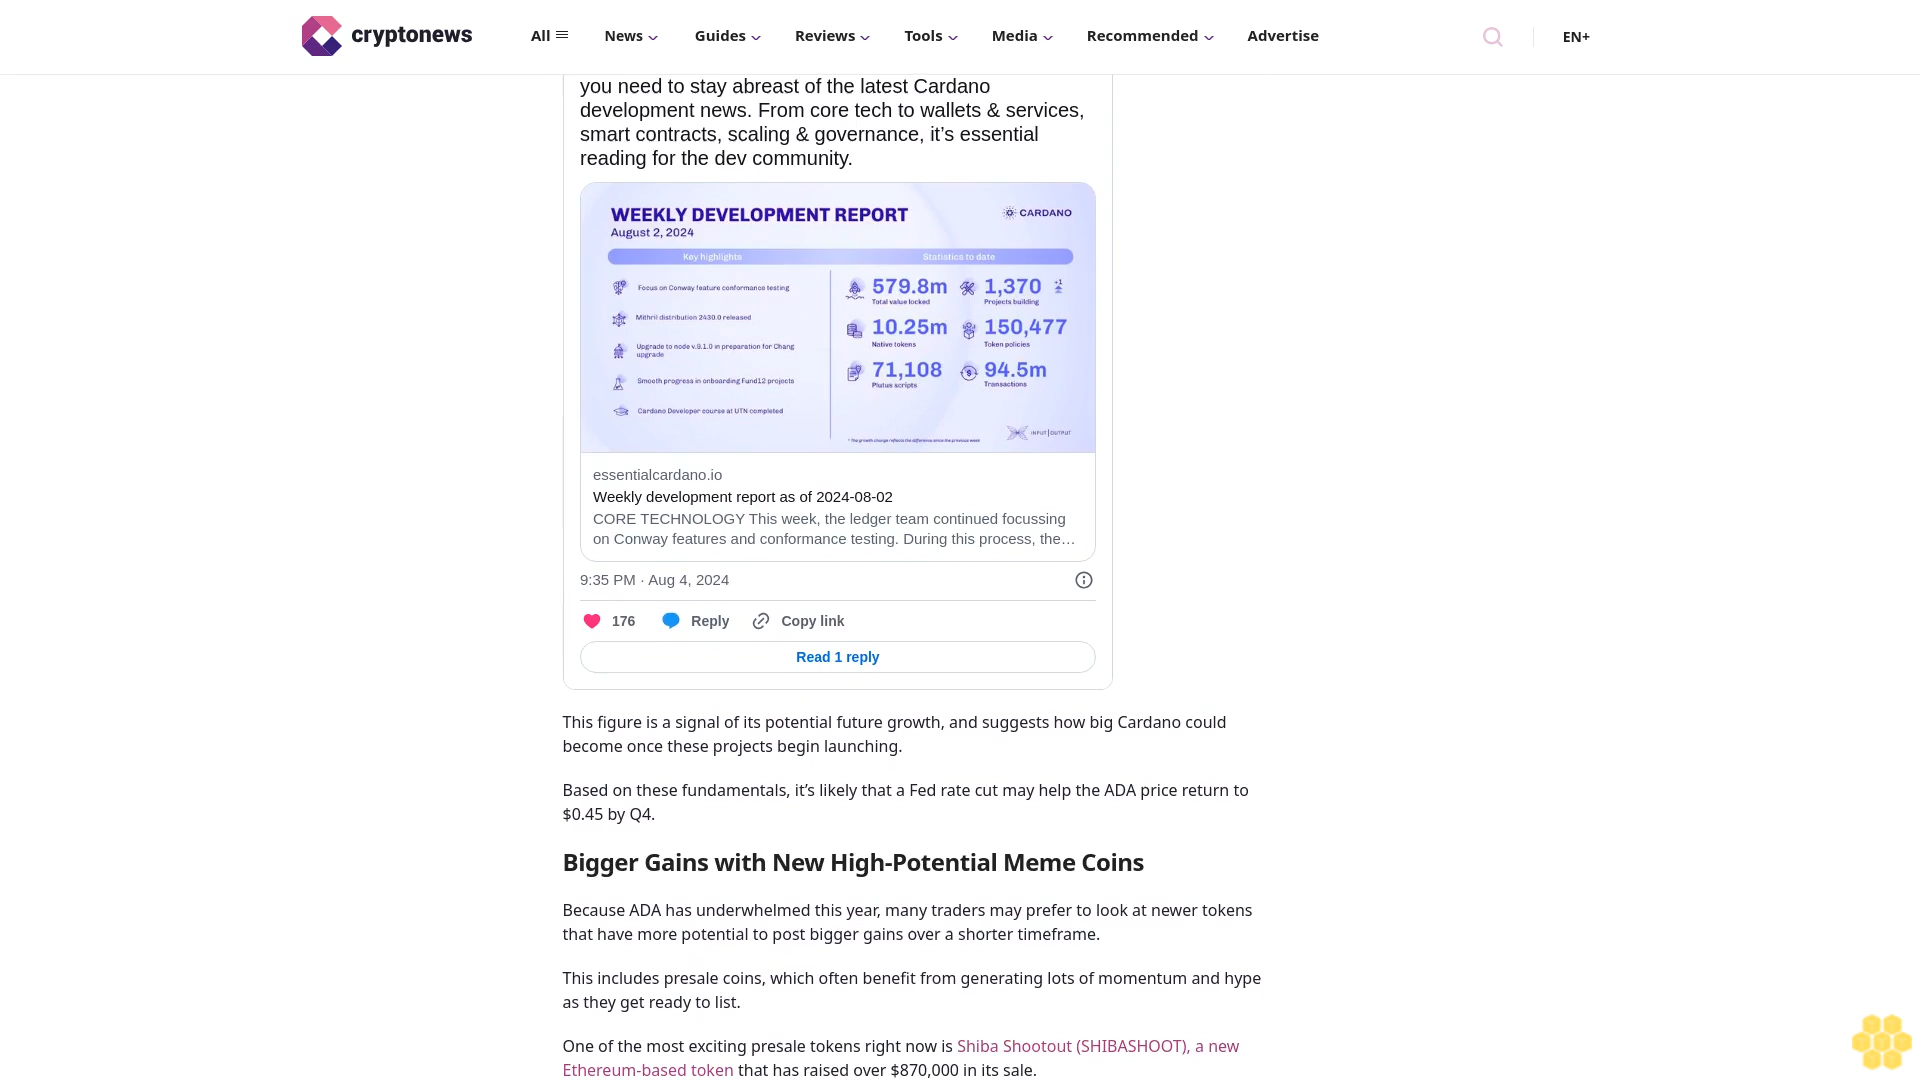 cryptonews
All
News
Guides
Reviews
Tools
Media
Recommended
Advertise
EN+
you need to stay abreast of the latest Cardano
development news. From core tech to wallets & services,
smart contracts, scaling & governance, it’s essential
reading for the dev community.
WEEKLY DEVELOPMENT REPORT
August 2, 2024
CARDANO
Key highlights
Focus on Conway feature conformance testing
Mithril distribution 2430.0 released
Upgrade to node v.9.1.0 in preparation for Chang
upgrade
Smooth progress in onboarding Fund12 projects
Cardano Developer course at UTN completed
Statistics to date
579.8m
Total value locked
1,370
+1
Projects building
10.25m
Native tokens
150,477
Token policies
71,108
Plutus scripts
94.5m
Transactions
* The growth change reflects the difference since the previous week
INPUT | OUTPUT
essentialcardano.io
Weekly development report as of 2024-08-02
CORE TECHNOLOGY This week, the ledger team continued focussing
on Conway features and conformance testing. During this process, the…
9:35 PM · Aug 4, 2024
176
Reply
Copy link
Read 1 reply
This figure is a signal of its potential future growth, and suggests how big Cardano could
become once these projects begin launching.
Based on these fundamentals, it’s likely that a Fed rate cut may help the ADA price return to
$0.45 by Q4.
Bigger Gains with New High-Potential Meme Coins
Because ADA has underwhelmed this year, many traders may prefer to look at newer tokens
that have more potential to post bigger gains over a shorter timeframe.
This includes presale coins, which often benefit from generating lots of momentum and hype
as they get ready to list.
One of the most exciting presale tokens right now is Shiba Shootout (SHIBASHOOT), a new
Ethereum-based token that has raised over $870,000 in its sale.